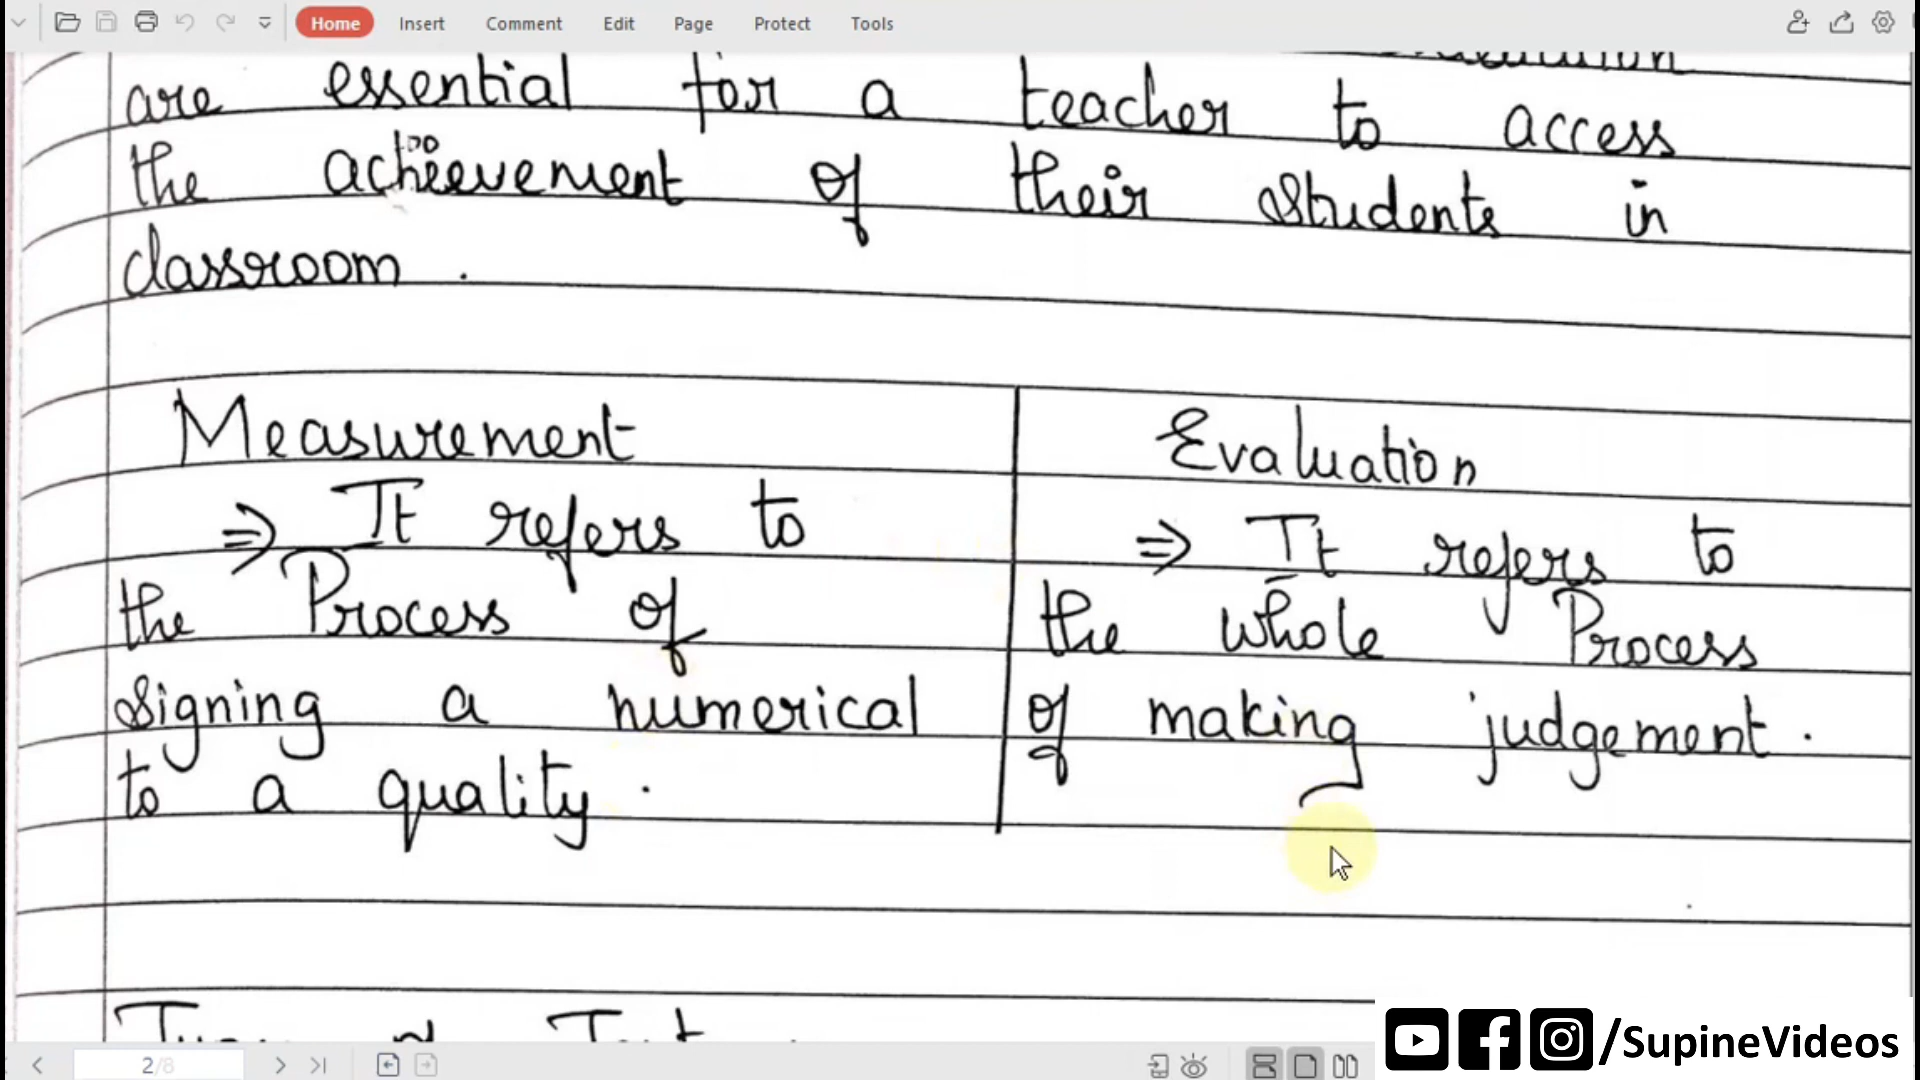 Home Insert Comment Edit Page Protect Tools
are essential for a teacher to access
the achievement of their students in
classroom .
Measurement
⇒ It refers to
the Process of
signing a numerical
to a quality .
Evaluation
⇒ It refers to
the whole Process
of making judgement .
2/8
/SupineVideos